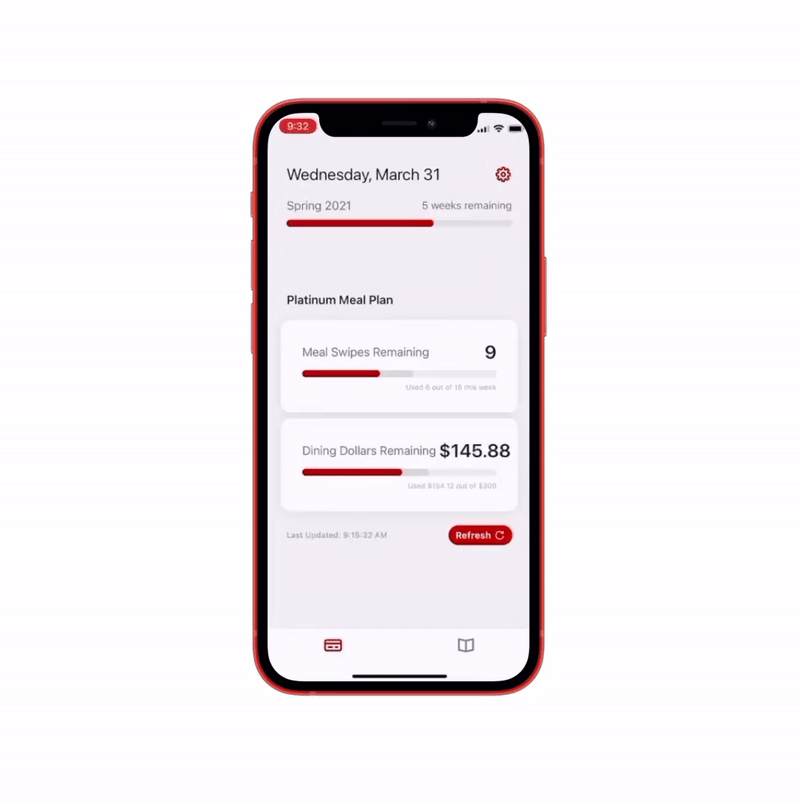 9:32
Wednesday, March 31
Spring 2021 5 weeks remaining
Platinum Meal Plan
Meal Swipes Remaining 9
Used 6 out of 15 this week
Dining Dollars Remaining $145.88
Used $154.12 out of $300
Last Updated: 9:15:32 AM Refresh